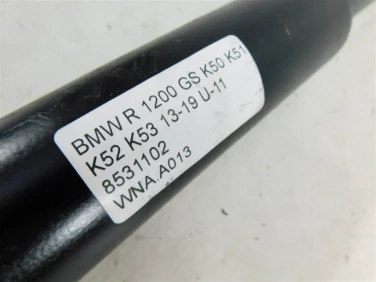 BMW R 1200 GS K50 K51
K52 K53 13-19 U-11
8531102
WNA.A013